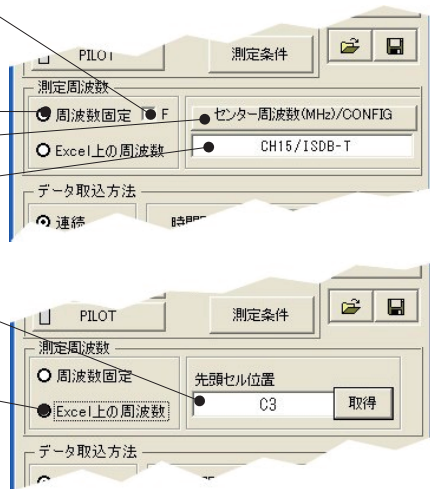 PILOT
測定条件
測定周波数
周波数固定 F
センター周波数(MHz)/CONFIG
Excel上の周波数
CH15/ISDB-T
データ取込方法
連続
PILOT
測定条件
測定周波数
周波数固定
先頭セル位置
Excel上の周波数
C3
取得
データ取込方法